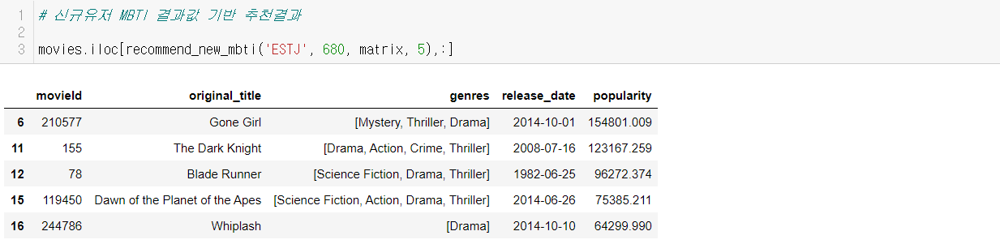 1 # 신규유저 MBTI 결과값 기반 추천결과
2
3 movies.iloc[recommend_new_mbti('ESTJ', 680, matrix, 5),:]
movieId original_title genres release_date popularity
6 210577 Gone Girl [Mystery, Thriller, Drama] 2014-10-01 154801.009
11 155 The Dark Knight [Drama, Action, Crime, Thriller] 2008-07-16 123167.259
12 78 Blade Runner [Science Fiction, Drama, Thriller] 1982-06-25 96272.374
15 119450 Dawn of the Planet of the Apes [Science Fiction, Action, Drama, Thriller] 2014-06-26 75385.211
16 244786 Whiplash [Drama] 2014-10-10 64299.990